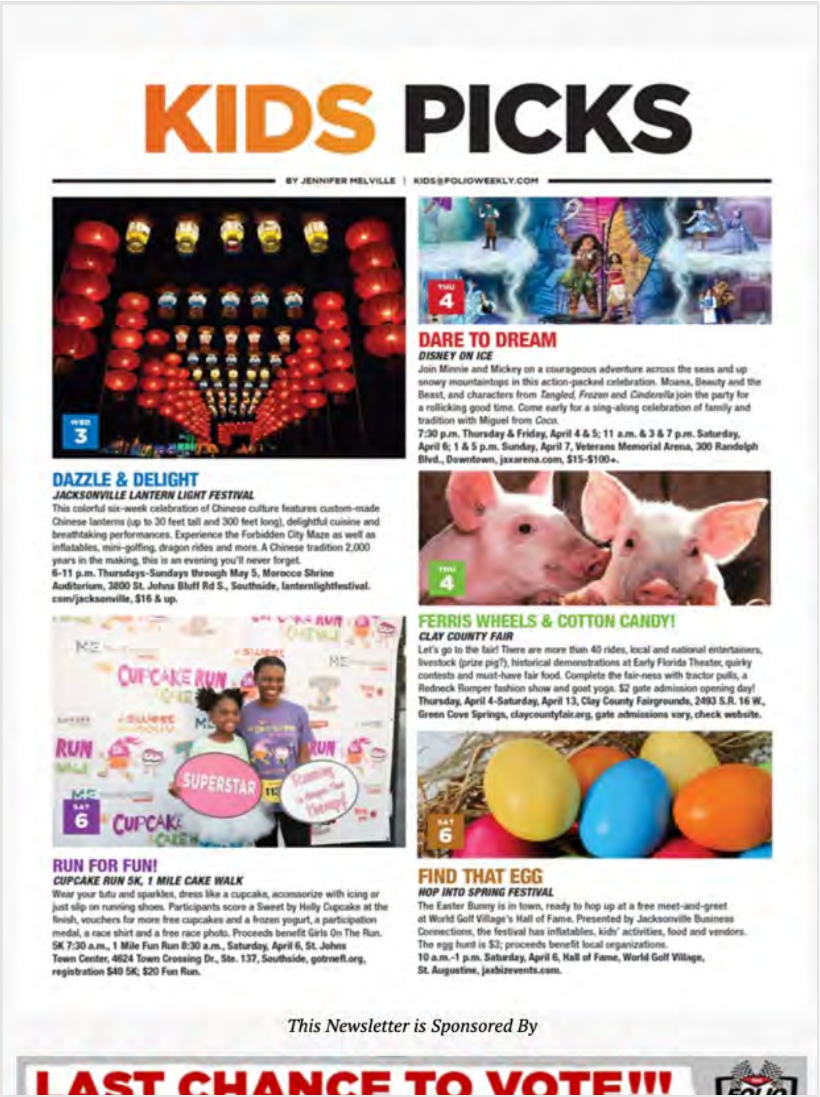 KIDS PICKS
BY JENNIFER MELVILLE | KIDS@FOLIOWEEKLY.COM
WED
3
DAZZLE & DELIGHT
JACKSONVILLE LANTERN LIGHT FESTIVAL
This colorful six-week celebration of Chinese culture features custom-made
Chinese lanterns (up to 30 feet tall and 300 feet long), delightful cuisine and
breathtaking performances. Experience the Forbidden City Maze as well as
inflatables, mini-golfing, dragon rides and more. A Chinese tradition 2,000
years in the making, this is an evening you'll never forget.
6-11 p.m. Thursdays-Sundays through May 5, Morocco Shrine
Auditorium, 3800 St. Johns Bluff Rd S., Southside, lanternlightfestival.
com/jacksonville, $16 & up.
CUPCAKE RUN
RUN
SUPERSTAR
Running
is cheaper than
therapy!
113
RUN
CUPCAKE
SAT
6
RUN FOR FUN!
CUPCAKE RUN 5K, 1 MILE CAKE WALK
Wear your tutu and sparkles, dress like a cupcake, accessorize with icing or
just slip on running shoes. Participants score a Sweet by Holly Cupcake at the
finish, vouchers for more free cupcakes and a frozen yogurt, a participation
medal, a race shirt and a free race photo. Proceeds benefit Girls On The Run.
5K 7:30 a.m., 1 Mile Fun Run 8:30 a.m., Saturday, April 6, St. Johns
Town Center, 4624 Town Crossing Dr., Ste. 137, Southside, gotrnefl.org,
registration $40 5K; $20 Fun Run.
THU
4
DARE TO DREAM
DISNEY ON ICE
Join Minnie and Mickey on a courageous adventure across the seas and up
snowy mountaintops in this action-packed celebration. Moana, Beauty and the
Beast, and characters from Tangled, Frozen and Cinderella join the party for
a rollicking good time. Come early for a sing-along celebration of family and
tradition with Miguel from Coco.
7:30 p.m. Thursday & Friday, April 4 & 5; 11 a.m. & 3 & 7 p.m. Saturday,
April 6; 1 & 5 p.m. Sunday, April 7, Veterans Memorial Arena, 300 Randolph
Blvd., Downtown, jaxarena.com, $15-$100+.
THU
4
FERRIS WHEELS & COTTON CANDY!
CLAY COUNTY FAIR
Let's go to the fair! There are more than 40 rides, local and national entertainers,
livestock (prize pig?), historical demonstrations at Early Florida Theater, quirky
contests and must-have fair food. Complete the fair-ness with tractor pulls, a
Redneck Romper fashion show and goat yoga. $2 gate admission opening day!
Thursday, April 4-Saturday, April 13, Clay County Fairgrounds, 2493 S.R. 16 W.,
Green Cove Springs, claycountyfair.org, gate admissions vary, check website.
SAT
6
FIND THAT EGG
HOP INTO SPRING FESTIVAL
The Easter Bunny is in town, ready to hop up at a free meet-and-greet
at World Golf Village's Hall of Fame. Presented by Jacksonville Business
Connections, the festival has inflatables, kids' activities, food and vendors.
The egg hunt is $3; proceeds benefit local organizations.
10 a.m.-1 p.m. Saturday, April 6, Hall of Fame, World Golf Village,
St. Augustine, jaxbizevents.com.
This Newsletter is Sponsored By
LAST CHANCE TO VOTE!!!
FOLIO